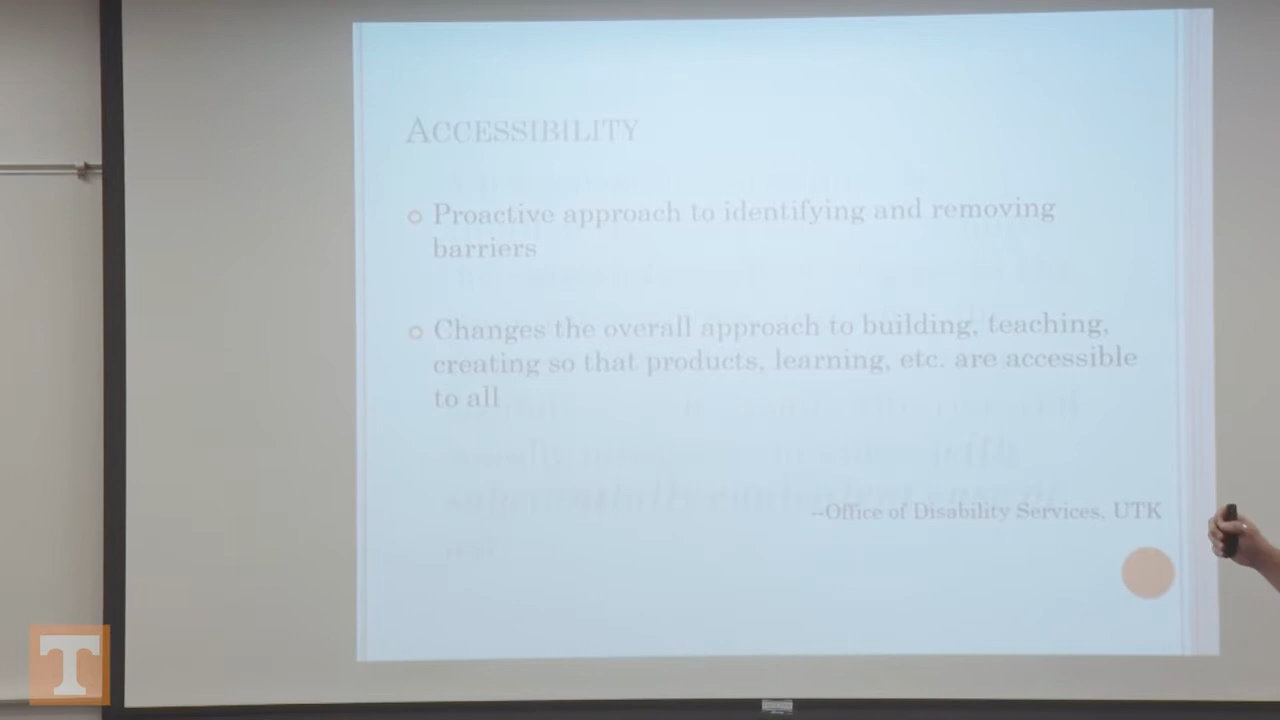 ACCESSIBILITY
Proactive approach to identifying and removing
barriers
Changes the overall approach to building, teaching,
creating so that products, learning, etc. are accessible
to all
--Office of Disability Services, UTK
T